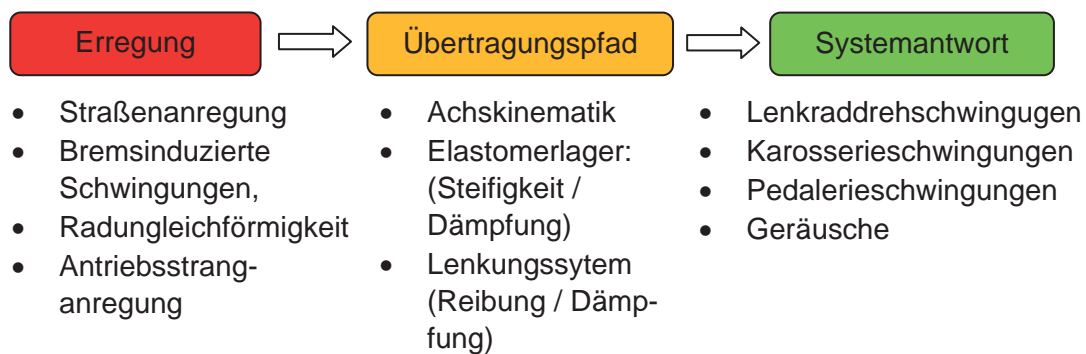 Erregung
Übertragungspfad
Systemantwort
• Straßenanregung
• Bremsinduzierte
Schwingungen,
• Radungleichförmigkeit
• Antriebsstrang-
anregung
• Achskinematik
• Elastomerlager:
(Steifigkeit /
Dämpfung)
• Lenkungssytem
(Reibung / Dämp-
fung)
• Lenkraddrehschwingugen
• Karosserieschwingungen
• Pedalerieschwingungen
• Geräusche